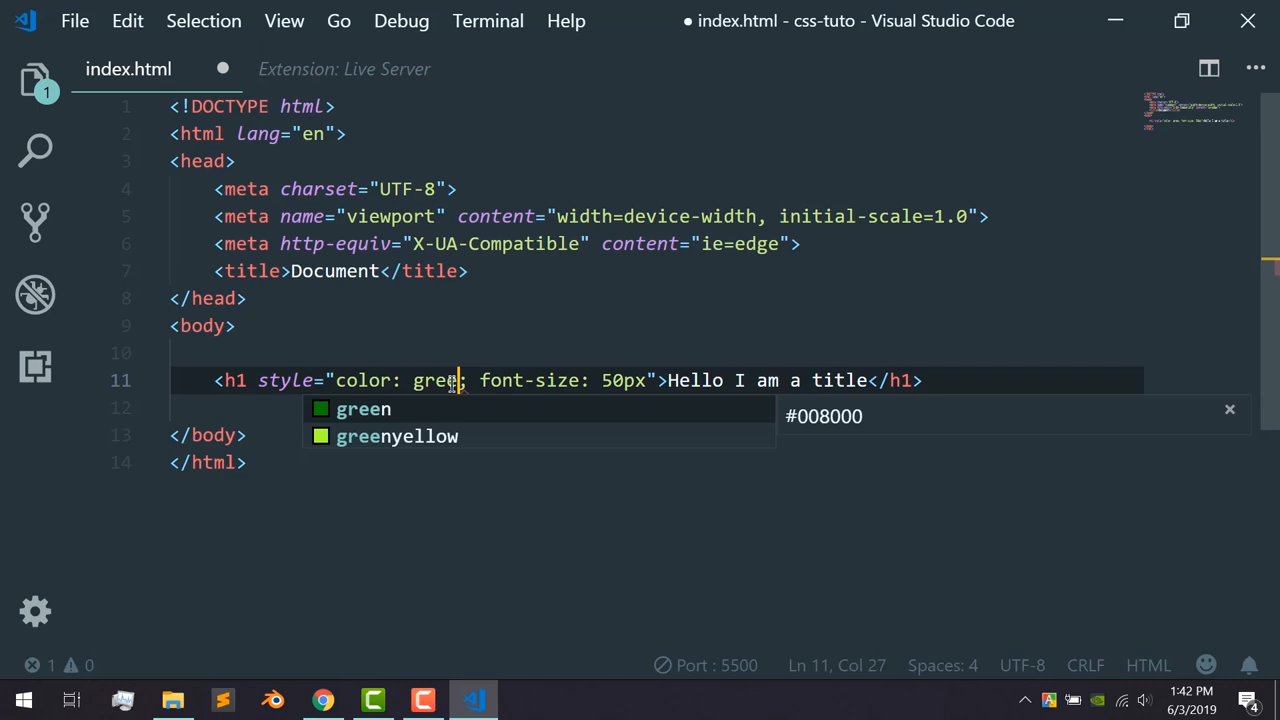 File Edit Selection View Go Debug Terminal Help ● index.html - css-tuto - Visual Studio Code
index.html Extension: Live Server
1
1 <!DOCTYPE html>
2 <html lang="en">
3 <head>
4 <meta charset="UTF-8">
5 <meta name="viewport" content="width=device-width, initial-scale=1.0">
6 <meta http-equiv="X-UA-Compatible" content="ie=edge">
7 <title>Document</title>
8 </head>
9 <body>
10
11 <h1 style="color: gree; font-size: 50px">Hello I am a title</h1>
12
green #008000
greenyellow
13 </body>
14 </html>
1 0 Port : 5500 Ln 11, Col 27 Spaces: 4 UTF-8 CRLF HTML
1:42 PM
6/3/2019
4